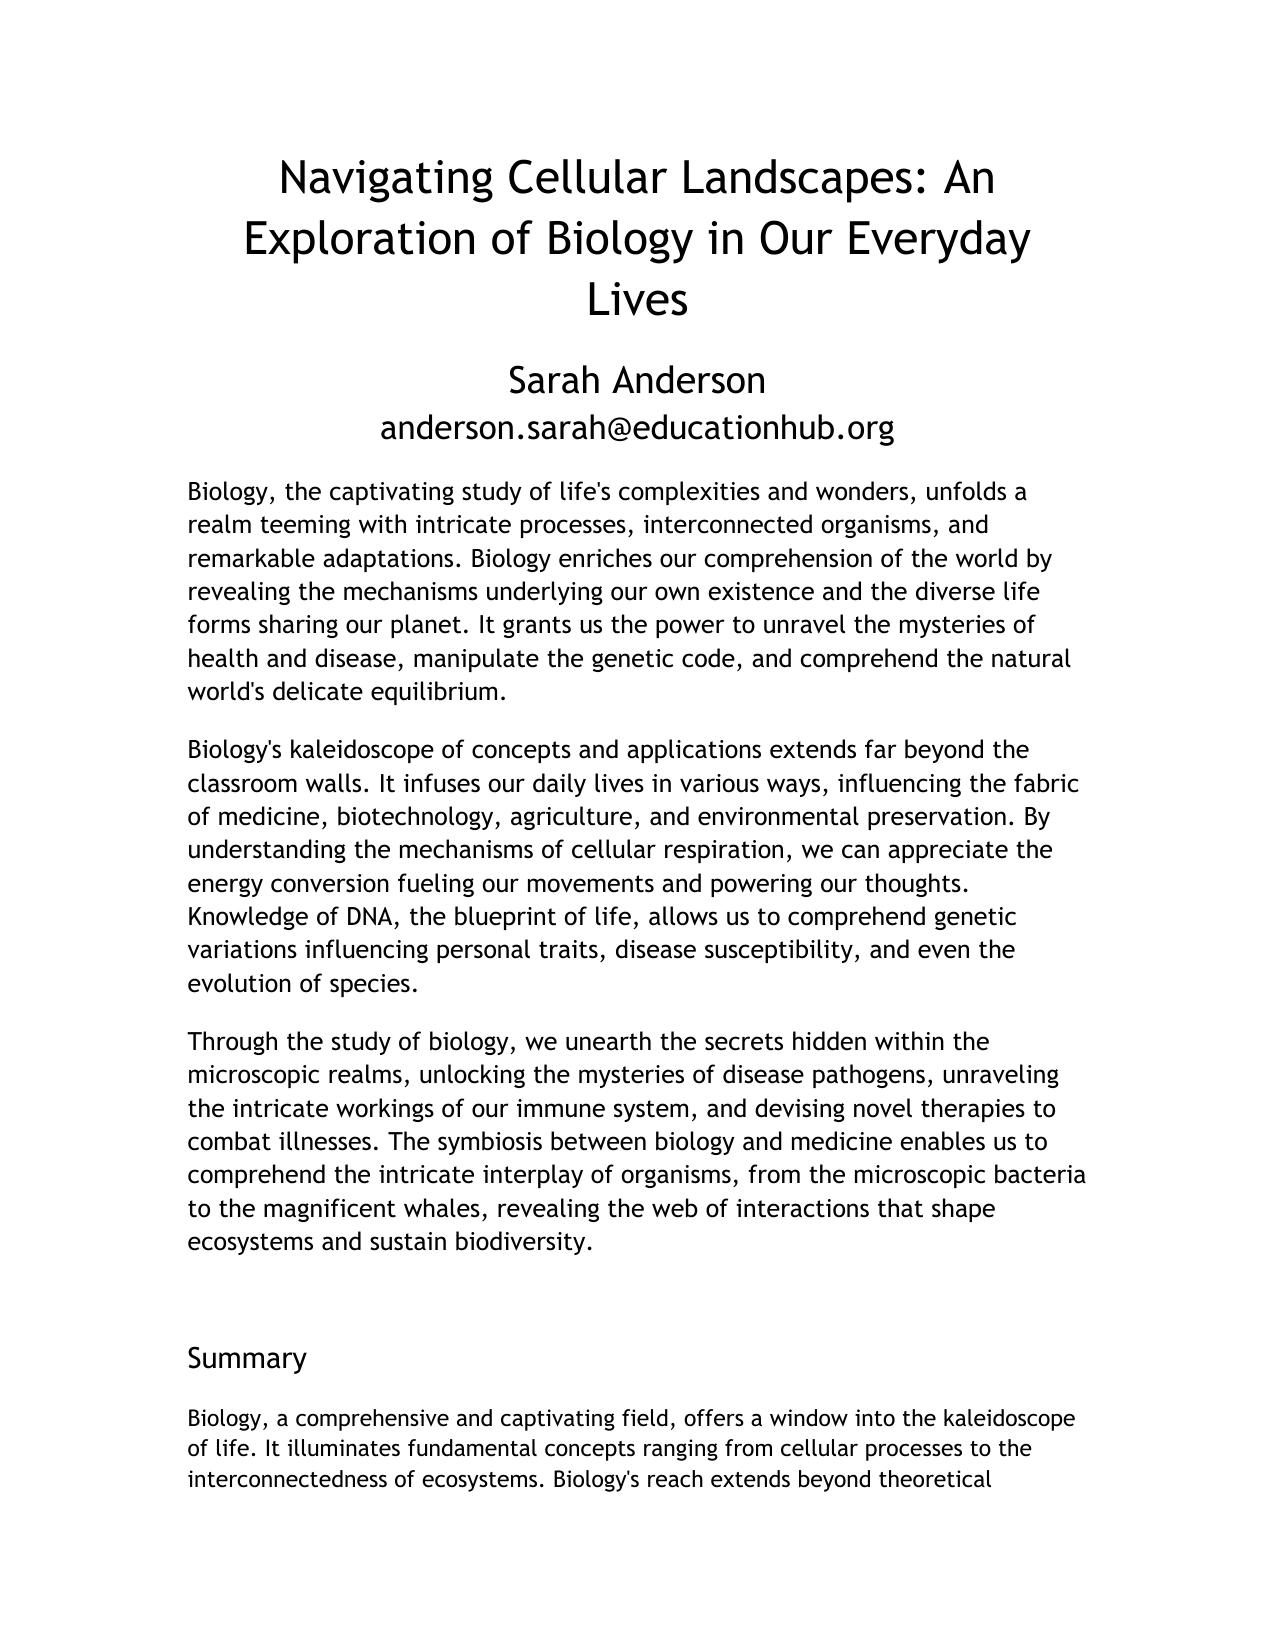 Navigating Cellular Landscapes: An
Exploration of Biology in Our Everyday
Lives
Sarah Anderson
anderson.sarah@educationhub.org
Biology, the captivating study of life's complexities and wonders, unfolds a
realm teeming with intricate processes, interconnected organisms, and
remarkable adaptations. Biology enriches our comprehension of the world by
revealing the mechanisms underlying our own existence and the diverse life
forms sharing our planet. It grants us the power to unravel the mysteries of
health and disease, manipulate the genetic code, and comprehend the natural
world's delicate equilibrium.
Biology's kaleidoscope of concepts and applications extends far beyond the
classroom walls. It infuses our daily lives in various ways, influencing the fabric
of medicine, biotechnology, agriculture, and environmental preservation. By
understanding the mechanisms of cellular respiration, we can appreciate the
energy conversion fueling our movements and powering our thoughts.
Knowledge of DNA, the blueprint of life, allows us to comprehend genetic
variations influencing personal traits, disease susceptibility, and even the
evolution of species.
Through the study of biology, we unearth the secrets hidden within the
microscopic realms, unlocking the mysteries of disease pathogens, unraveling
the intricate workings of our immune system, and devising novel therapies to
combat illnesses. The symbiosis between biology and medicine enables us to
comprehend the intricate interplay of organisms, from the microscopic bacteria
to the magnificent whales, revealing the web of interactions that shape
ecosystems and sustain biodiversity.
Summary
Biology, a comprehensive and captivating field, offers a window into the kaleidoscope
of life. It illuminates fundamental concepts ranging from cellular processes to the
interconnectedness of ecosystems. Biology's reach extends beyond theoretical